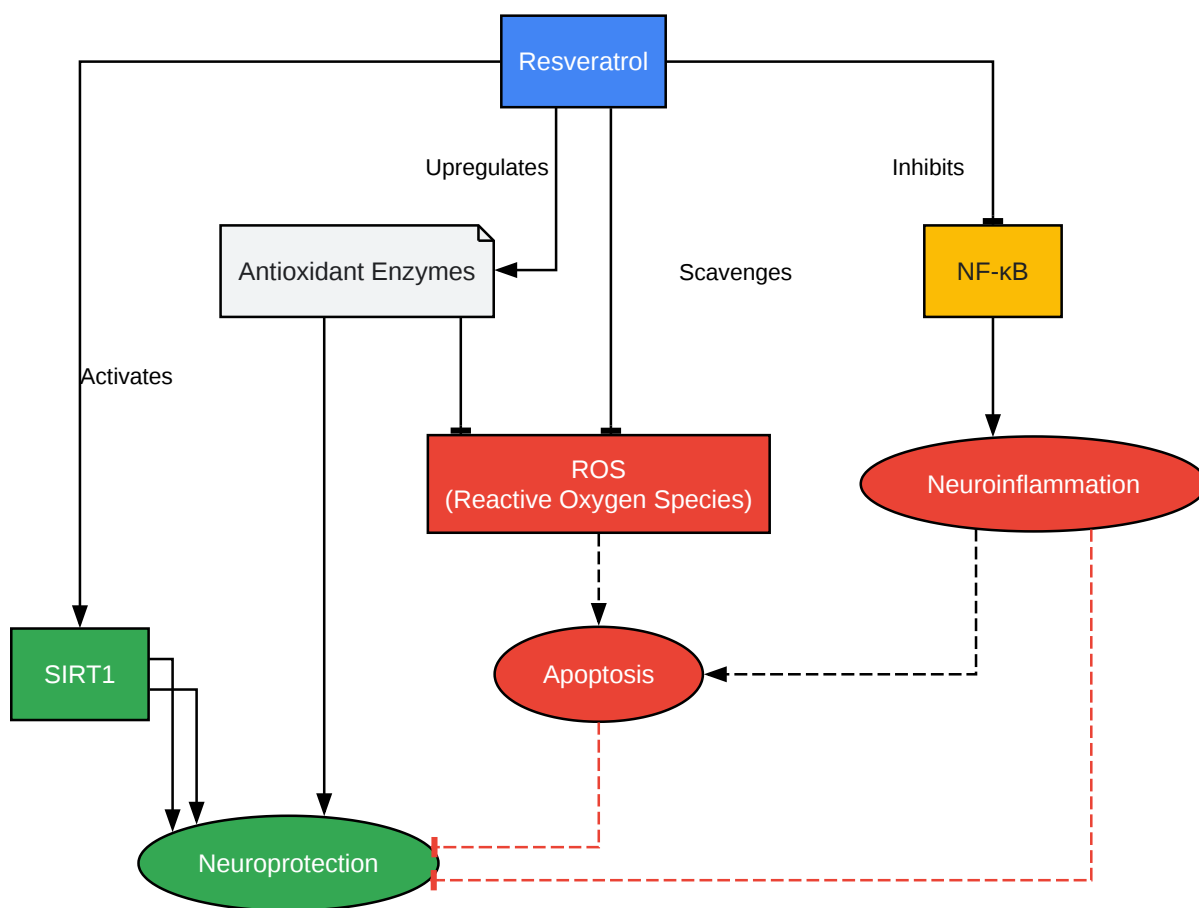 Resveratrol
Upregulates
Inhibits
Antioxidant Enzymes
Scavenges
NF-κB
Activates
ROS
(Reactive Oxygen Species)
Neuroinflammation
SIRT1
Apoptosis
Neuroprotection